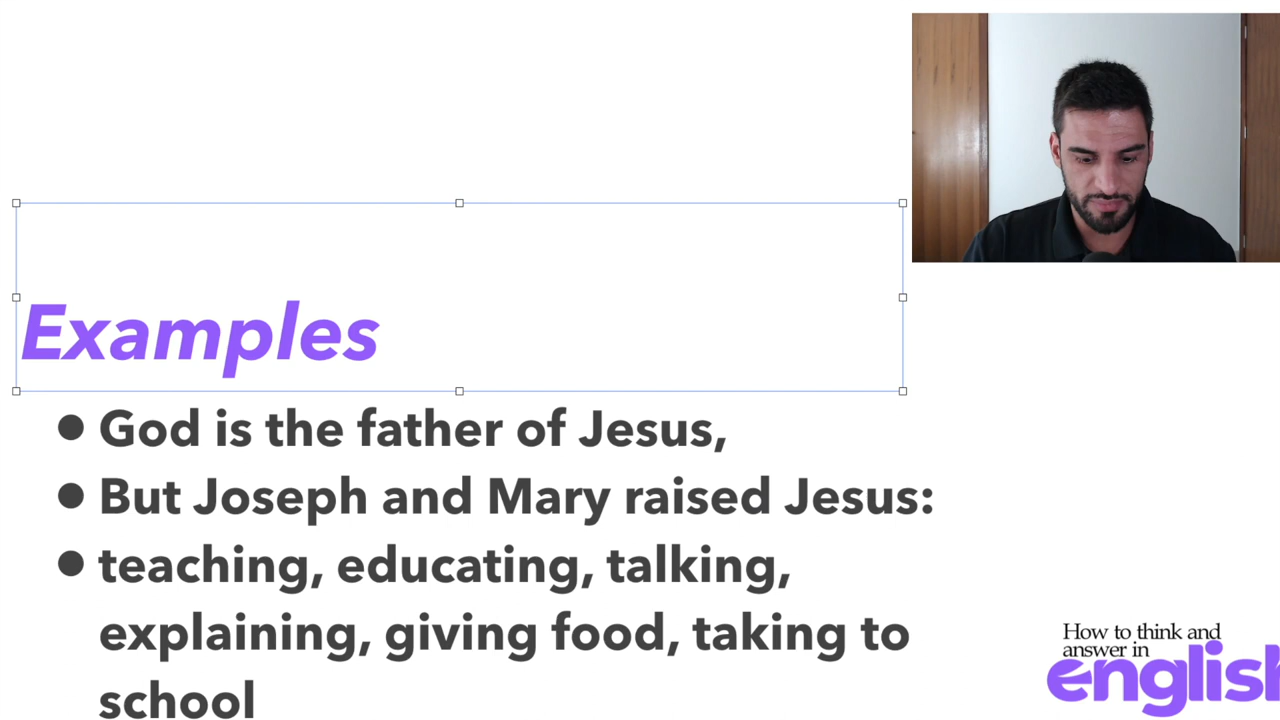 Examples
God is the father of Jesus,
But Joseph and Mary raised Jesus:
teaching, educating, talking,
explaining, giving food, taking to
school
How to think and
answer in
english